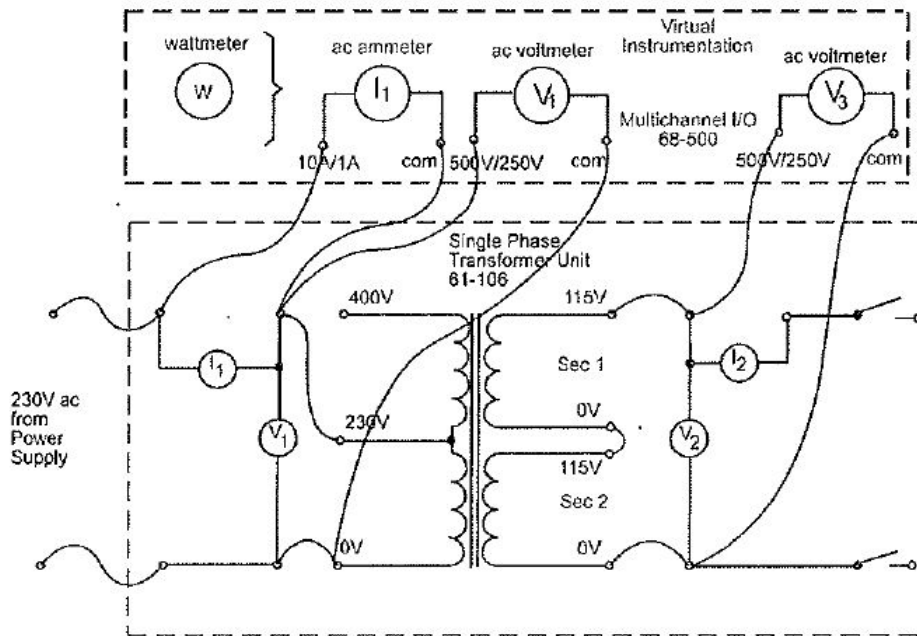 Virtual
Instrumentation
wattmeter
W
ac ammeter
I1
ac voltmeter
V1
ac voltmeter
V3
Multichannel I/O
68-500
10A/1A
com
500V/250V
com
500V/250V
com
Single Phase
Transformer Unit
61-106
400V
115V
I1
Sec 1
I2
230V ac
from
Power
Supply
V1
230V
0V
V2
115V
Sec 2
0V
0V